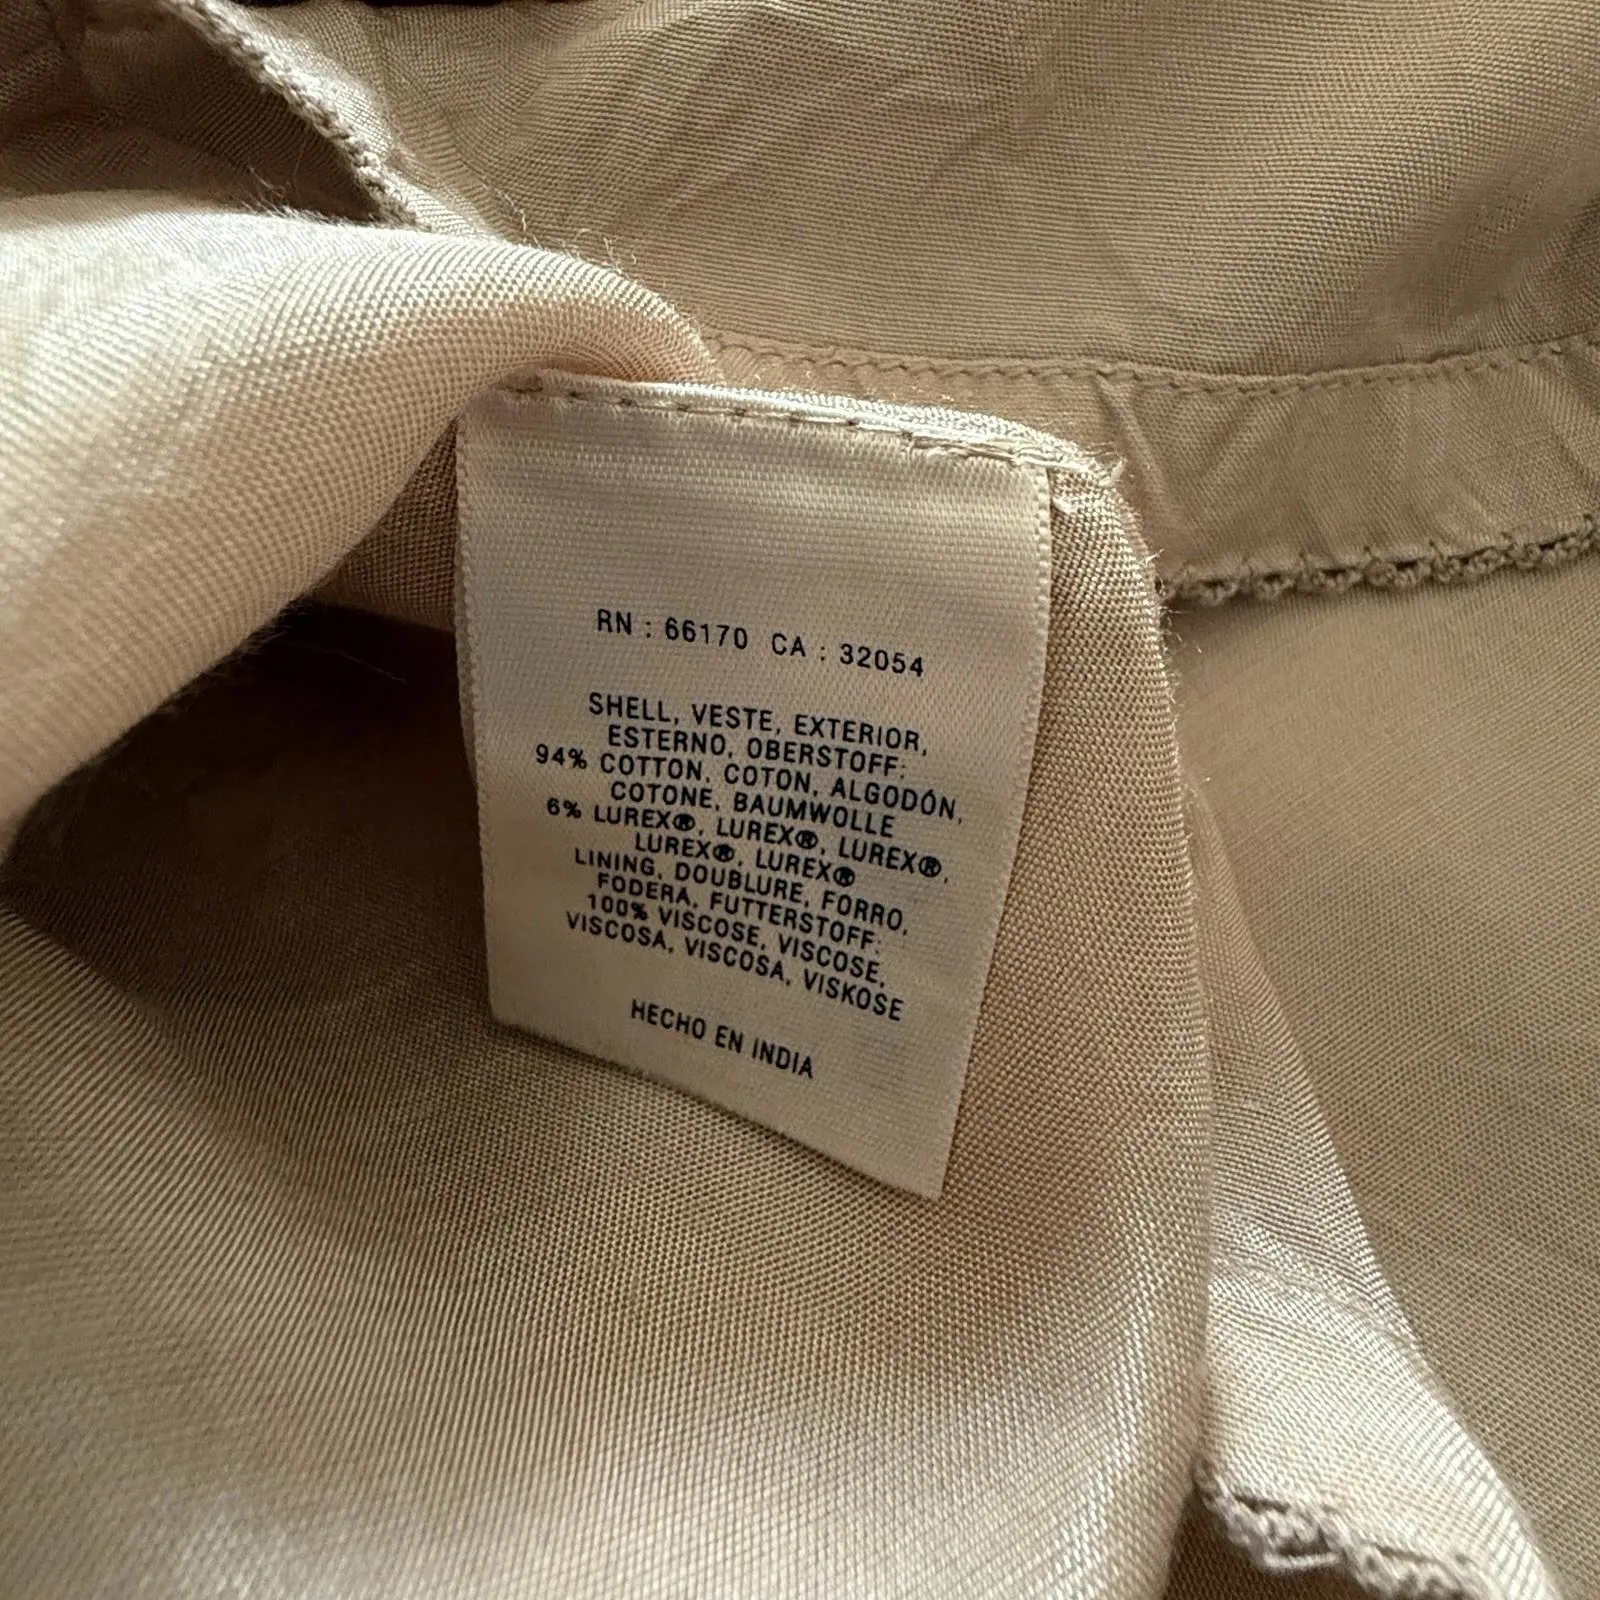 RN : 66170 CA : 32054
SHELL, VESTE, EXTERIOR,
ESTERNO, OBERSTOFF:
94% COTTON, COTON, ALGODÓN,
COTONE, BAUMWOLLE
6% LUREX®, LUREX®, LUREX®,
LUREX®, LUREX®
LINING, DOUBLURE, FORRO,
FODERA, FUTTERSTOFF:
100% VISCOSE, VISCOSE,
VISCOSA, VISCOSA, VISKOSE
HECHO EN INDIA